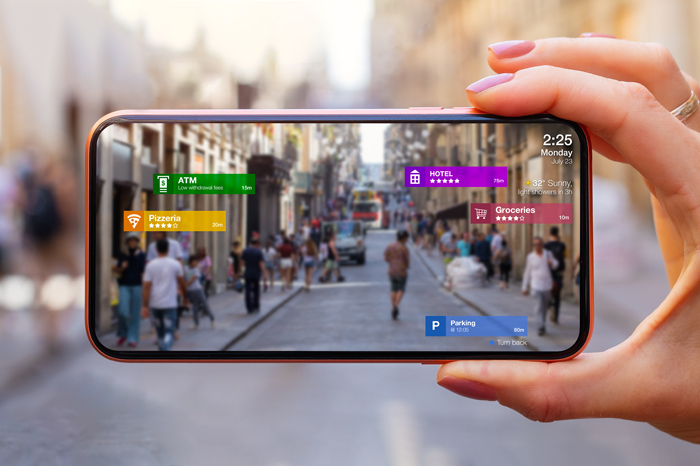 2:25
Monday
July 23
32° Sunny,
light showers in 3h
ATM
Low withdrawal fees
15m
HOTEL
75m
Pizzeria
20m
Groceries
10m
P
Parking
80m
Turn back